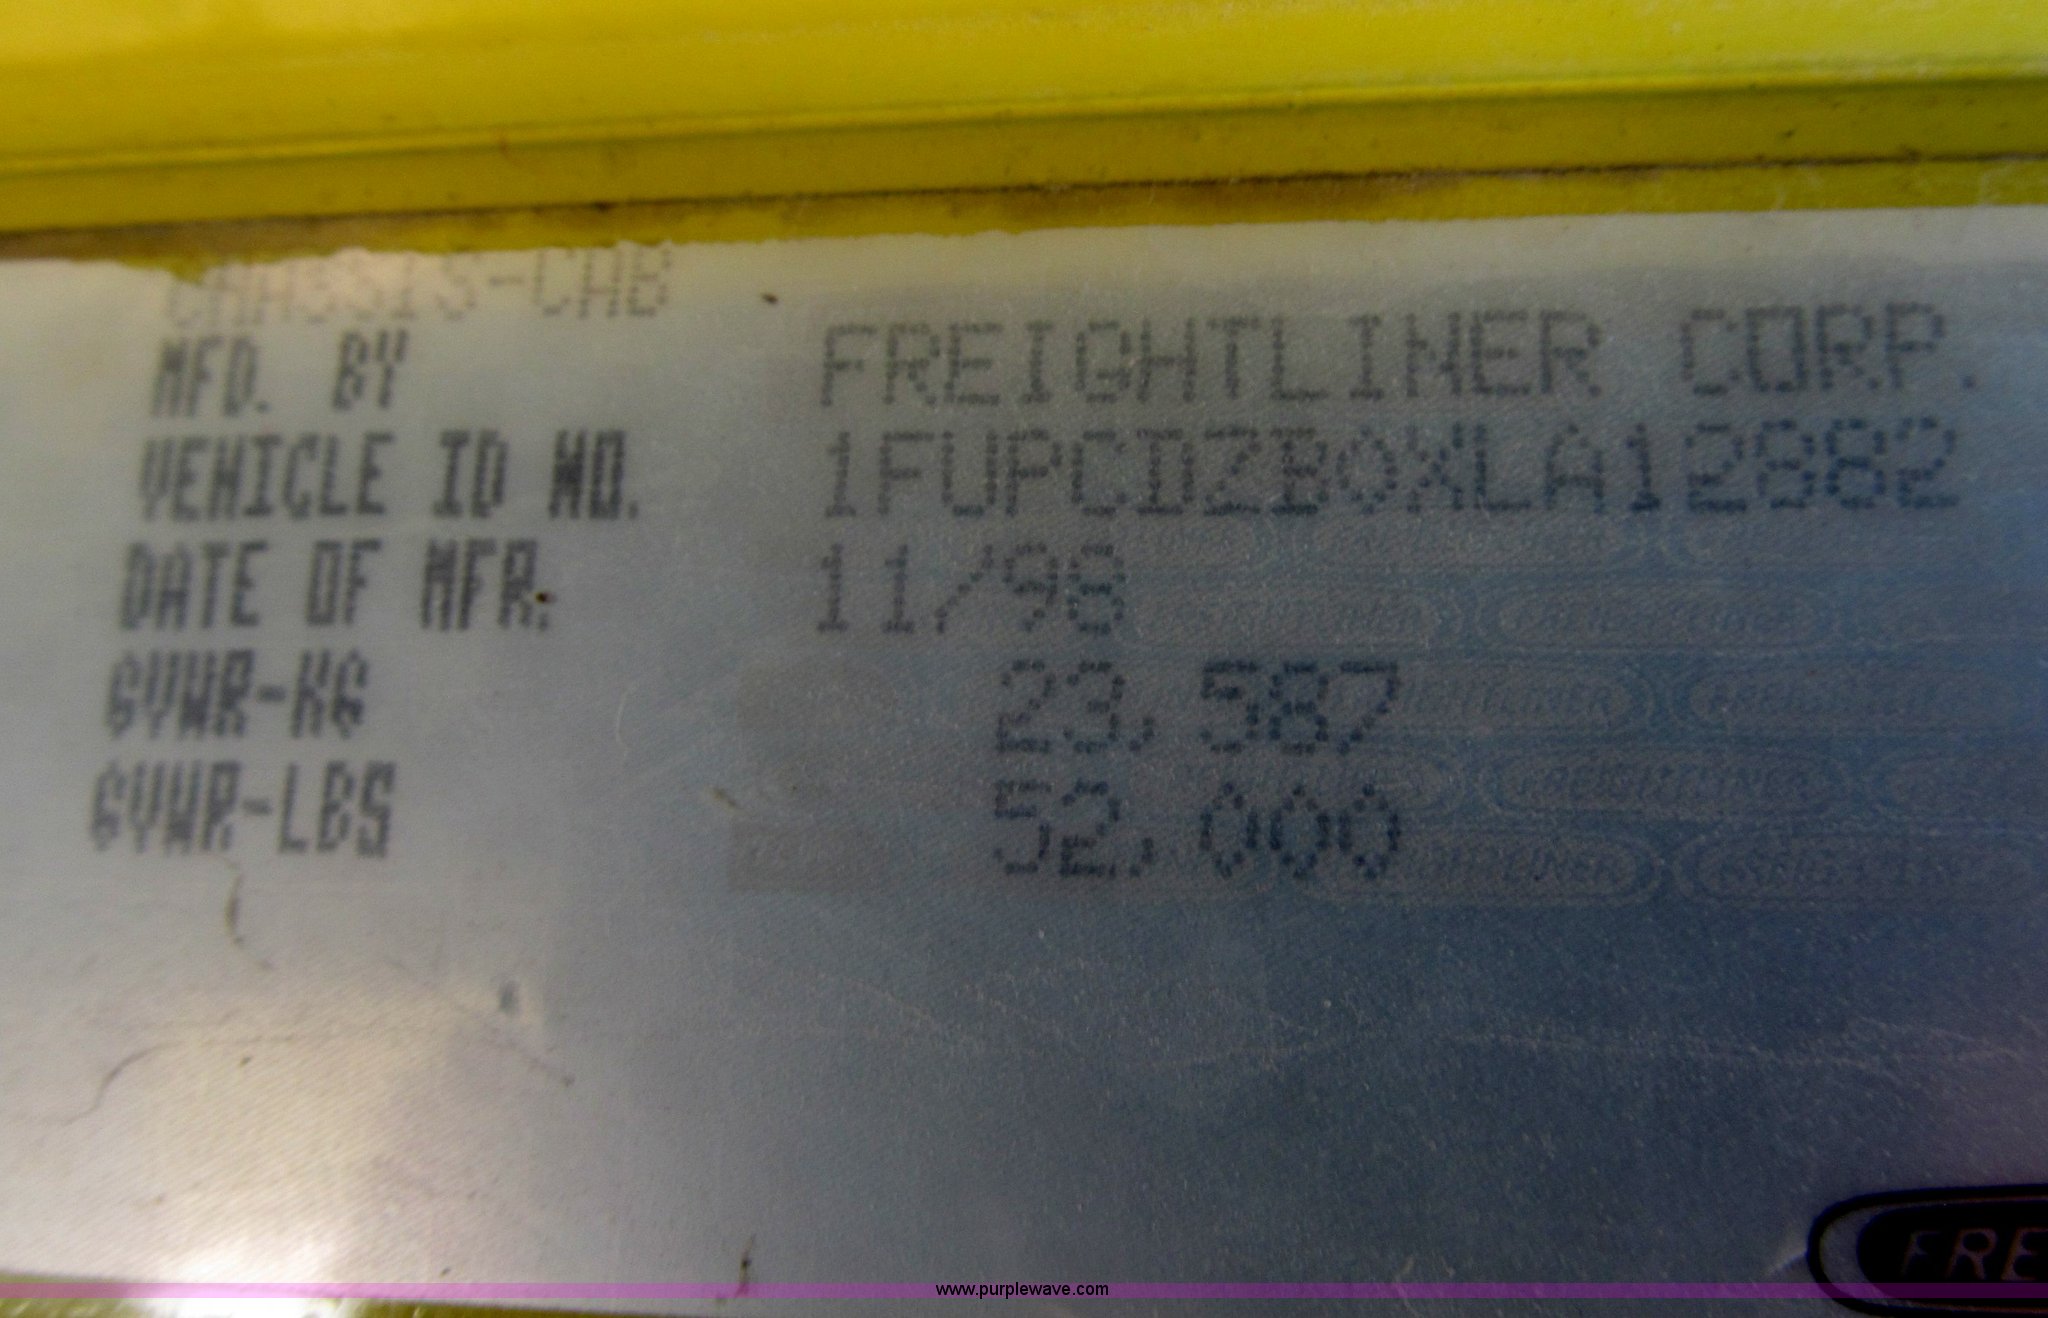 CHASSIS-CAB
MFD. BY FREIGHTLINER CORP.
VEHICLE ID NO. 1FUPCDZB0XLA12882
DATE OF MFR: 11/98
GVWR-KG 23,587
GVWR-LBS 52,000
FRE
www.purplewave.com